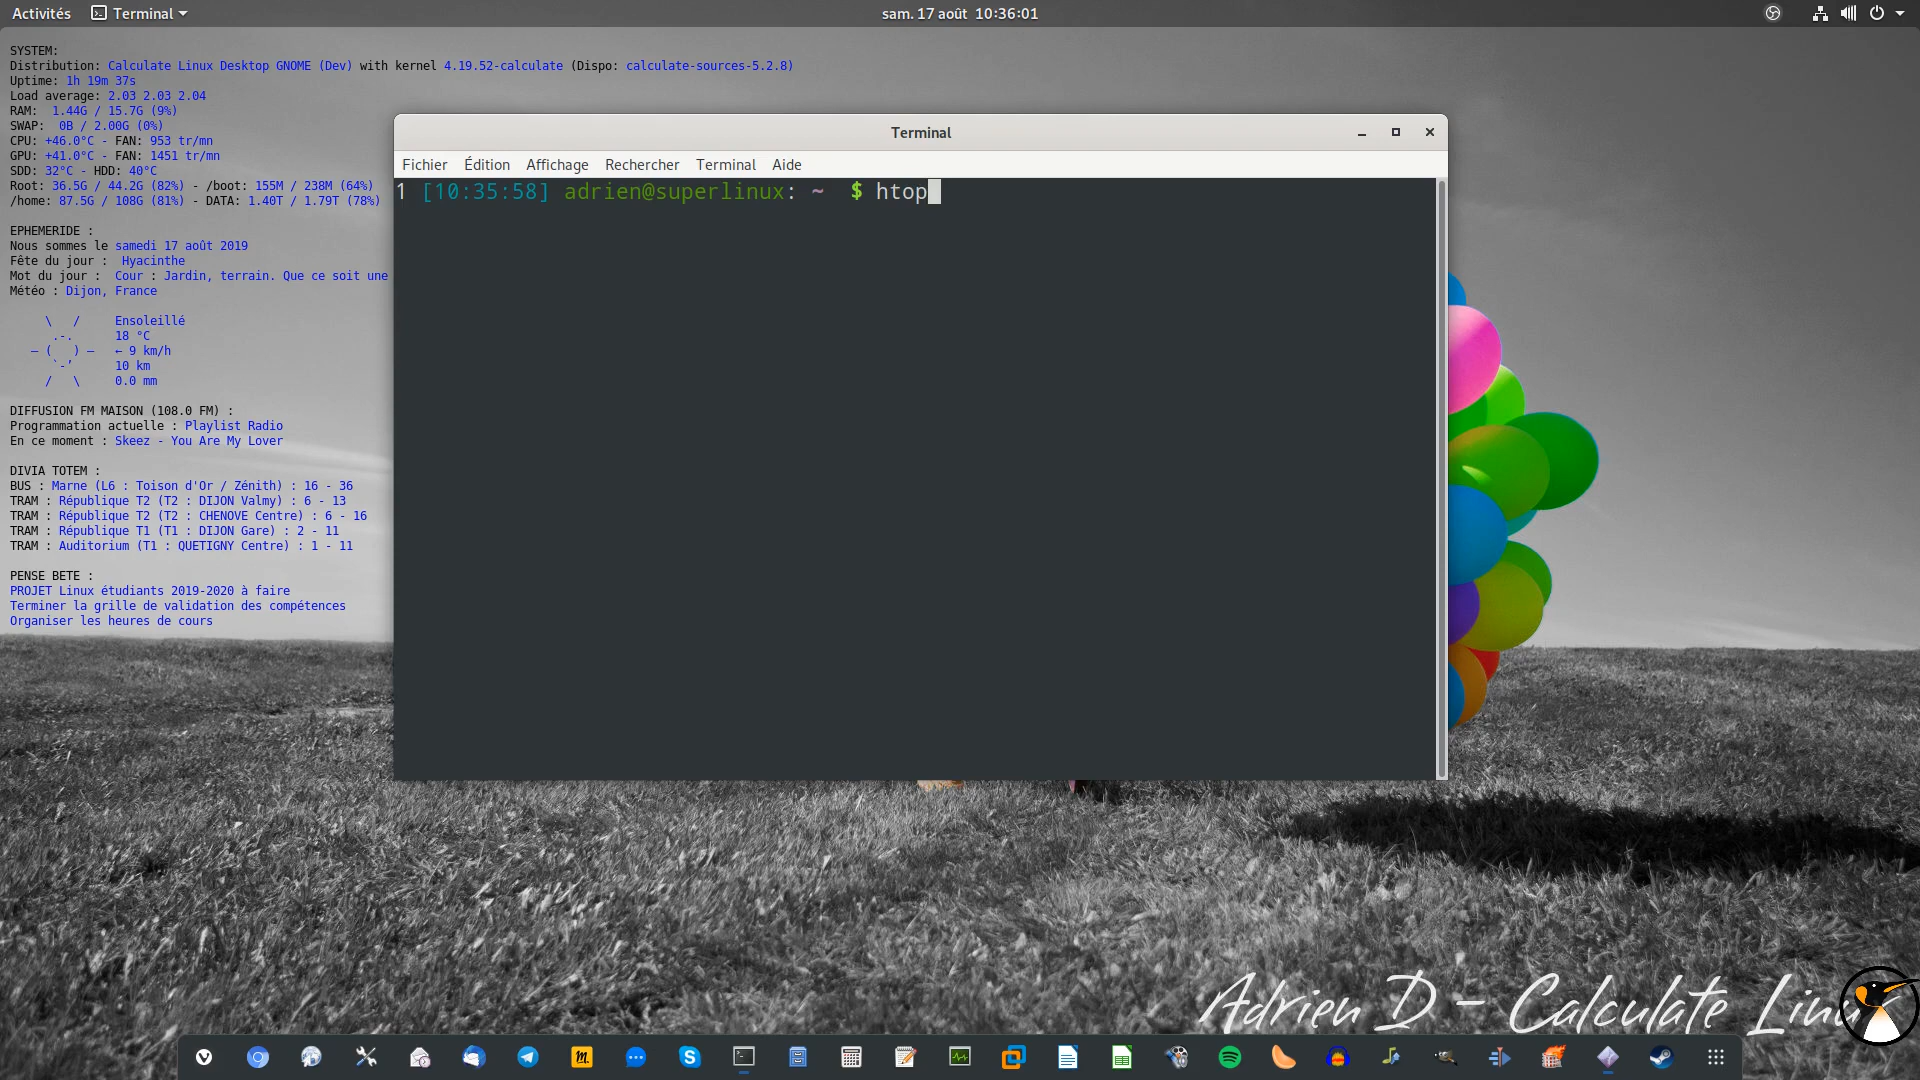 Activités Terminal sam. 17 août 10:36:01
SYSTEM:
Distribution: Calculate Linux Desktop GNOME (Dev) with kernel 4.19.52-calculate (Dispo: calculate-sources-5.2.8)
Uptime: 1h 19m 37s
Load average: 2.03 2.03 2.04
RAM: 1.44G / 15.7G (9%)
SWAP: 0B / 2.00G (0%)
CPU: +46.0°C - FAN: 953 tr/mn
GPU: +41.0°C - FAN: 1451 tr/mn
SDD: 32°C - HDD: 40°C
Root: 36.5G / 44.2G (82%) - /boot: 155M / 238M (64%)
/home: 87.5G / 108G (81%) - DATA: 1.40T / 1.79T (78%)
EPHEMERIDE :
Nous sommes le samedi 17 août 2019
Fête du jour : Hyacinthe
Mot du jour : Cour : Jardin, terrain. Que ce soit une
Météo : Dijon, France
Ensoleillé
18 °C
← 9 km/h
10 km
0.0 mm
DIFFUSION FM MAISON (108.0 FM) :
Programmation actuelle : Playlist Radio
En ce moment : Skeez - You Are My Lover
DIVIA TOTEM :
BUS : Marne (L6 : Toison d'Or / Zénith) : 16 - 36
TRAM : République T2 (T2 : DIJON Valmy) : 6 - 13
TRAM : République T2 (T2 : CHENOVE Centre) : 6 - 16
TRAM : République T1 (T1 : DIJON Gare) : 2 - 11
TRAM : Auditorium (T1 : QUETIGNY Centre) : 1 - 11
PENSE BETE :
PROJET Linux étudiants 2019-2020 à faire
Terminer la grille de validation des compétences
Organiser les heures de cours
Terminal
Fichier Édition Affichage Rechercher Terminal Aide
1 [10:35:58] adrien@superlinux: ~ $ htop
Adrien D - Calculate Linux